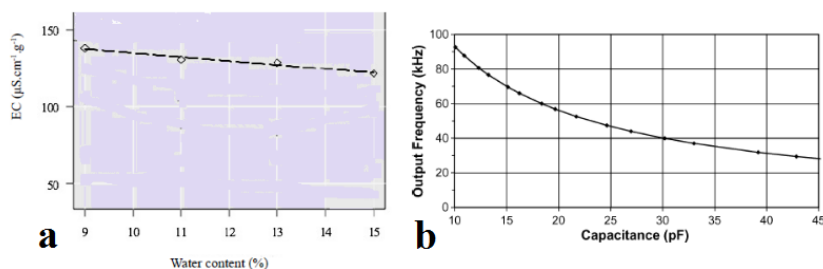 150
100
50
EC (µS.cm⁻¹.g⁻¹)
9 10 11 12 13 14 15
Water content (%)
a
100
80
60
40
20
0
Output Frequency (kHz)
10 15 20 25 30 35 40 45
Capacitance (pF)
b